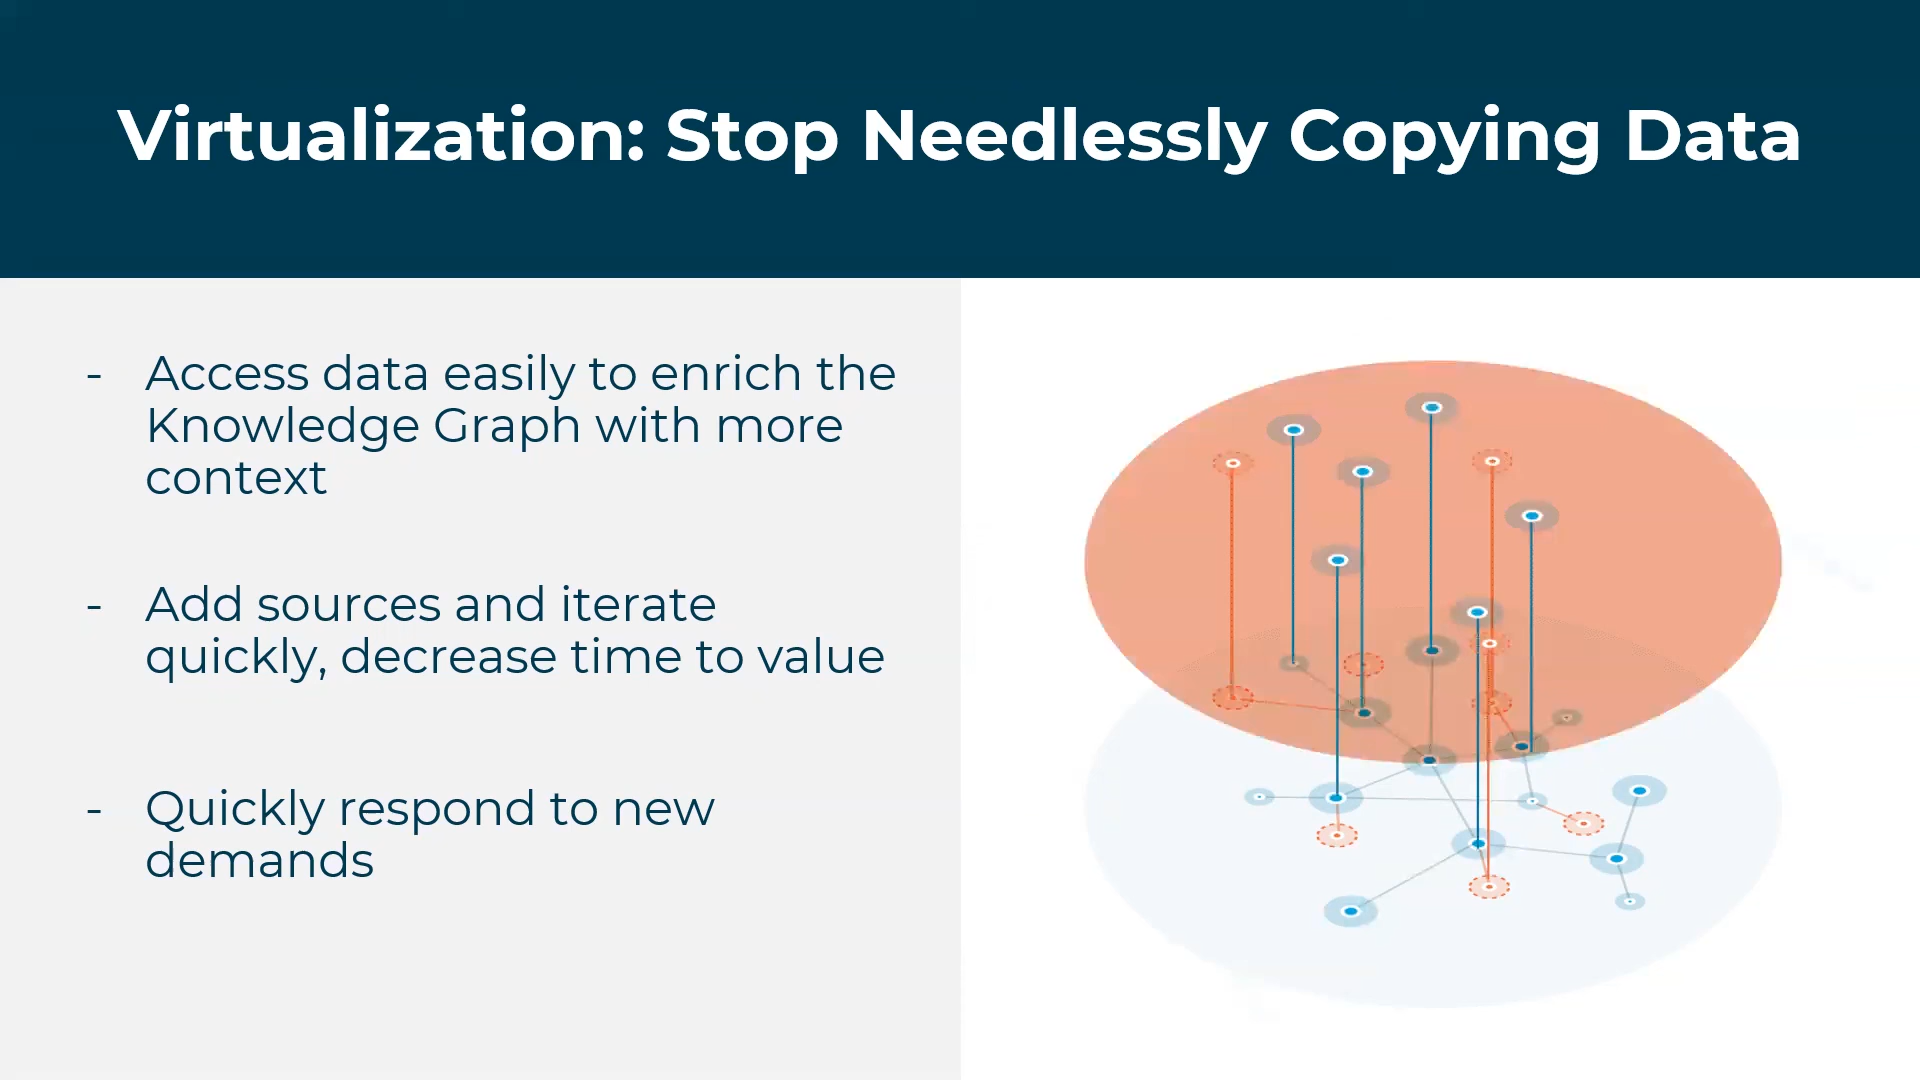 Virtualization: Stop Needlessly Copying Data
- Access data easily to enrich the
Knowledge Graph with more
context
- Add sources and iterate
quickly, decrease time to value
- Quickly respond to new
demands